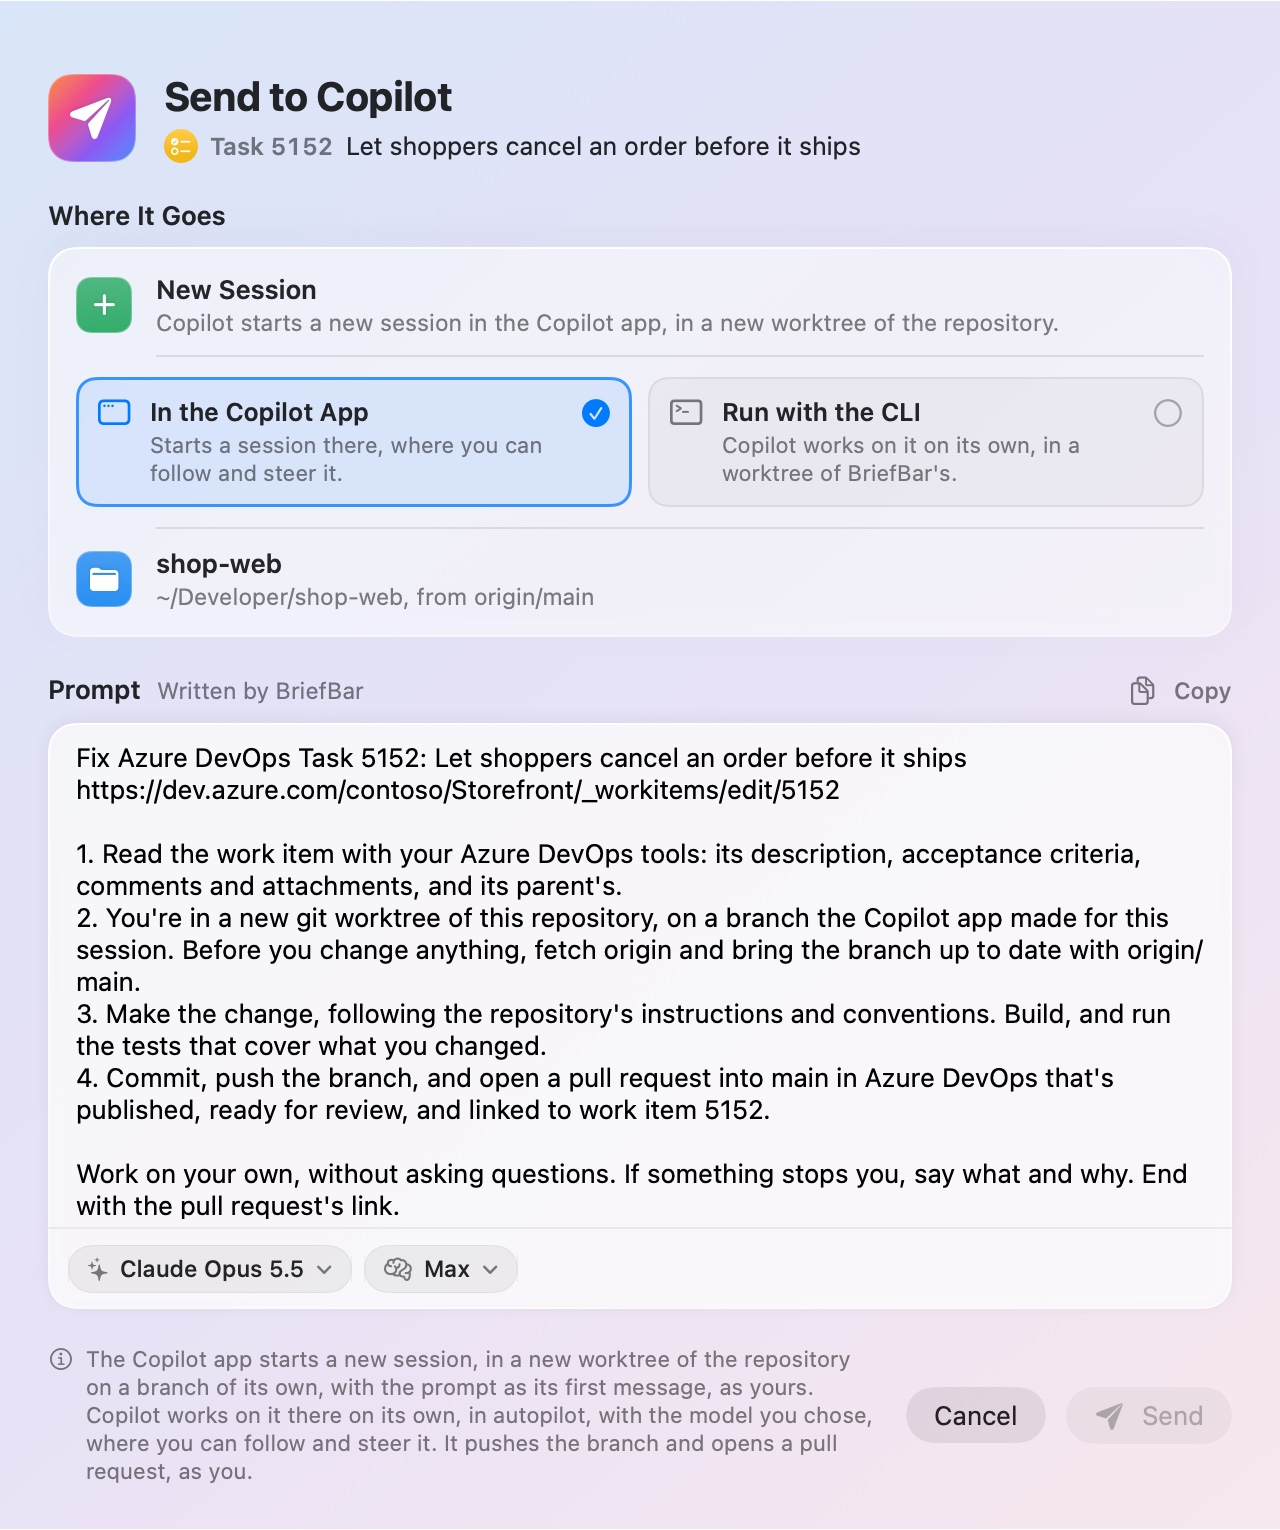 Send to Copilot
Task 5152 Let shoppers cancel an order before it ships
Where It Goes
New Session
Copilot starts a new session in the Copilot app, in a new worktree of the repository.
In the Copilot App
Starts a session there, where you can
follow and steer it.
Run with the CLI
Copilot works on it on its own, in a
worktree of BriefBar's.
shop-web
~/Developer/shop-web, from origin/main
Prompt Written by BriefBar
Copy
Fix Azure DevOps Task 5152: Let shoppers cancel an order before it ships
https://dev.azure.com/contoso/Storefront/_workitems/edit/5152
1. Read the work item with your Azure DevOps tools: its description, acceptance criteria,
comments and attachments, and its parent's.
2. You're in a new git worktree of this repository, on a branch the Copilot app made for this
session. Before you change anything, fetch origin and bring the branch up to date with origin/
main.
3. Make the change, following the repository's instructions and conventions. Build, and run
the tests that cover what you changed.
4. Commit, push the branch, and open a pull request into main in Azure DevOps that's
published, ready for review, and linked to work item 5152.
Work on your own, without asking questions. If something stops you, say what and why. End
with the pull request's link.
Claude Opus 5.5
Max
The Copilot app starts a new session, in a new worktree of the repository
on a branch of its own, with the prompt as its first message, as yours.
Copilot works on it there on its own, in autopilot, with the model you chose,
where you can follow and steer it. It pushes the branch and opens a pull
request, as you.
Cancel
Send